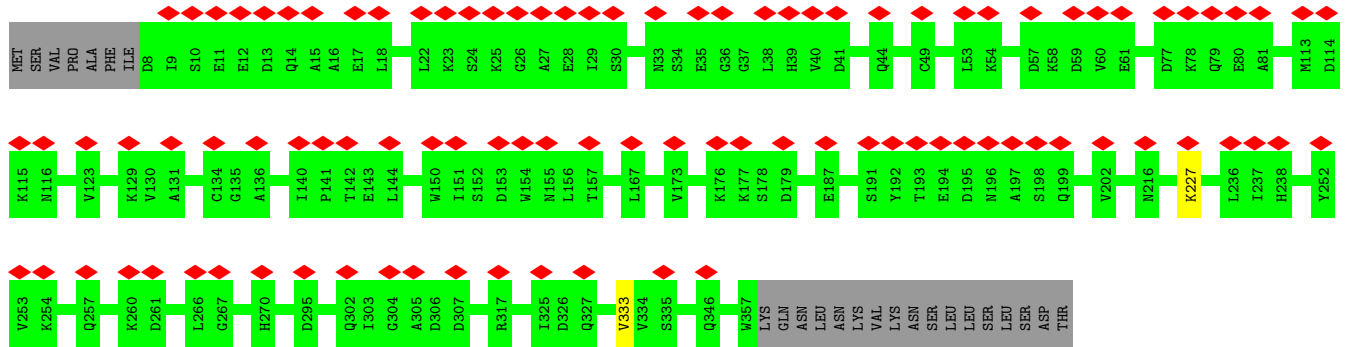 MET SER VAL PRO ALA PHE ILE D8 I9 S10 E11 E12 D13 Q14 A15 A16 E17 L18 L22 K23 S24 K25 G26 A27 E28 I29 S30 N33 S34 E35 G36 G37 L38 H39 V40 D41 Q44 C49 L53 K54 D57 K58 D59 V60 E61 D77 K78 Q79 E80 A81 M113 D114
K115 N116 V123 K129 V130 A131 C134 G135 A136 I140 P141 T142 E143 L144 W150 I151 S152 D153 W154 N155 L156 T157 L167 V173 K176 K177 S178 D179 E187 S191 Y192 T193 E194 D195 N196 A197 S198 Q199 V202 N216 K227 L236 I237 H238 Y252
V253 K254 Q257 K260 D261 L266 G267 H270 D295 Q302 I303 G304 A305 D306 D307 R317 I325 D326 Q327 V333 V334 S335 Q346 W357 LYS GLN ASN LEU ASN LYS VAL LYS ASN SER LEU LEU SER LEU SER ASP THR